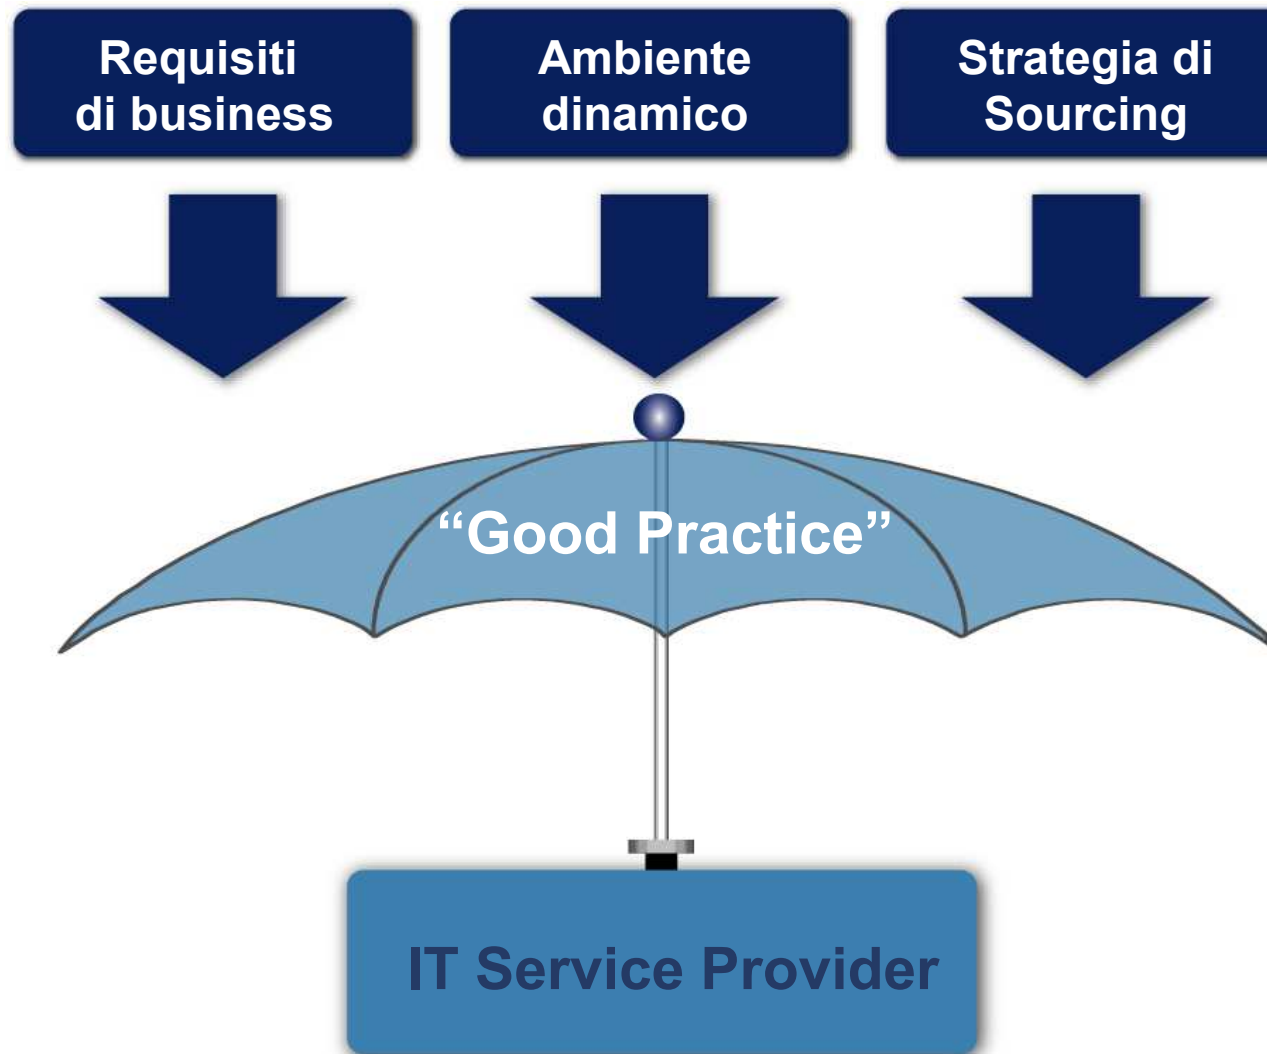 Requisiti
di business
Ambiente
dinamico
Strategia di
Sourcing
“Good Practice”
IT Service Provider